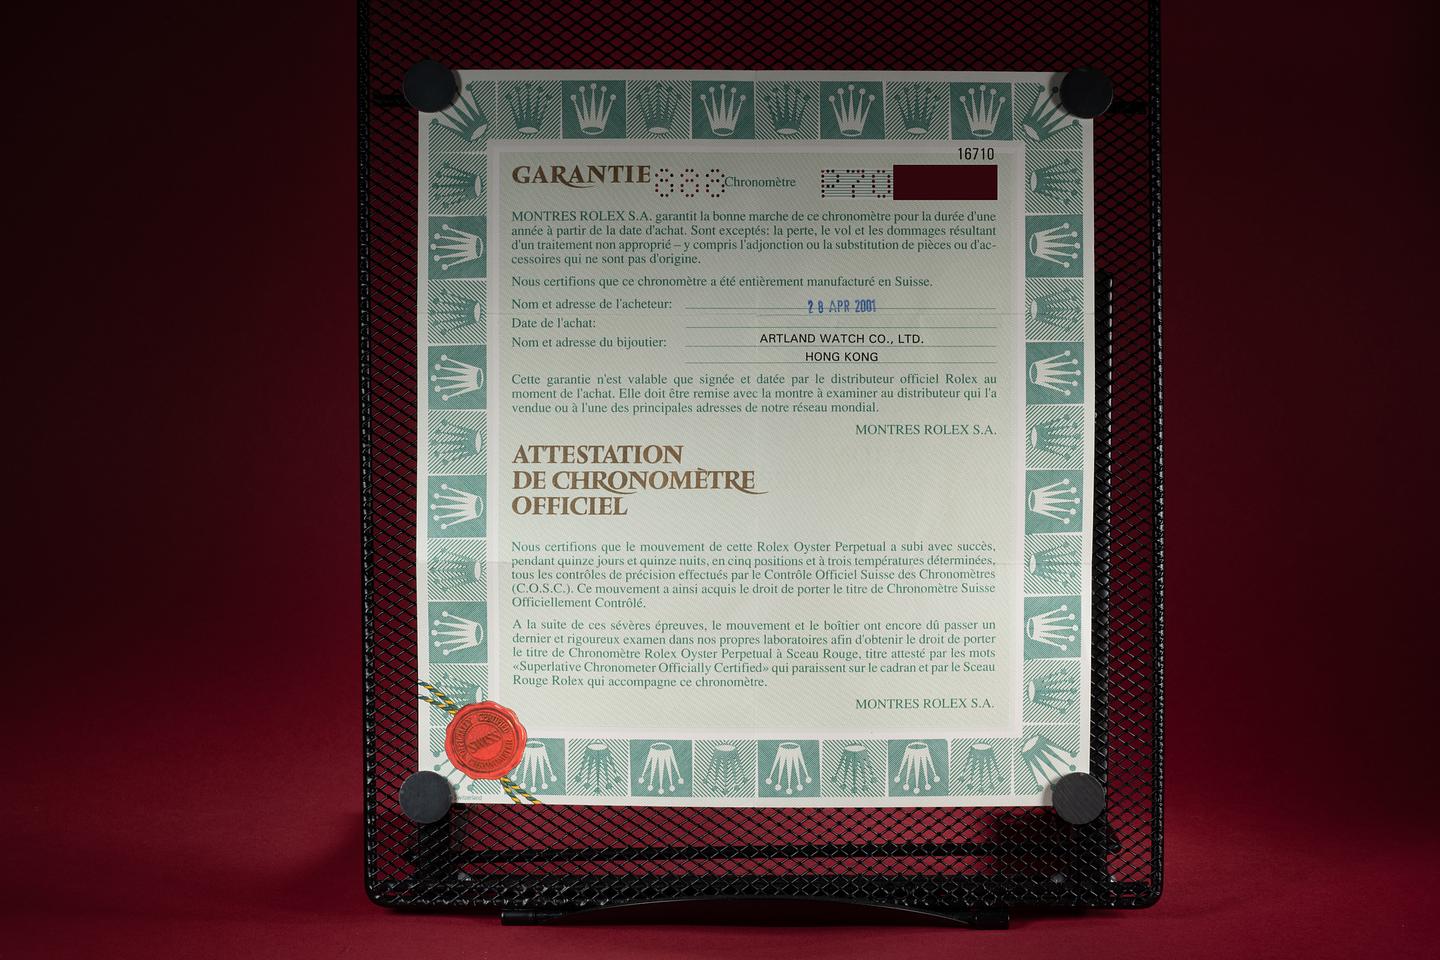 16710
GARANTIE 888 Chronomètre P70
MONTRES ROLEX S.A. garantit la bonne marche de ce chronomètre pour la durée d'une
année à partir de la date d'achat. Sont exceptés: la perte, le vol et les dommages résultant
d'un traitement non approprié – y compris l'adjonction ou la substitution de pièces ou d'ac-
cessoires qui ne sont pas d'origine.
Nous certifions que ce chronomètre a été entièrement manufacturé en Suisse.
Nom et adresse de l'acheteur: 28 APR 2001
Date de l'achat:
Nom et adresse du bijoutier: ARTLAND WATCH CO., LTD.
HONG KONG
Cette garantie n'est valable que signée et datée par le distributeur officiel Rolex au
moment de l'achat. Elle doit être remise avec la montre à examiner au distributeur qui l'a
vendue ou à l'une des principales adresses de notre réseau mondial.
MONTRES ROLEX S.A.
ATTESTATION
DE CHRONOMÈTRE
OFFICIEL
Nous certifions que le mouvement de cette Rolex Oyster Perpetual a subi avec succès,
pendant quinze jours et quinze nuits, en cinq positions et à trois températures déterminées,
tous les contrôles de précision effectués par le Contrôle Officiel Suisse des Chronomètres
(C.O.S.C.). Ce mouvement a ainsi acquis le droit de porter le titre de Chronomètre Suisse
Officiellement Contrôlé.
A la suite de ces sévères épreuves, le mouvement et le boîtier ont encore dû passer un
dernier et rigoureux examen dans nos propres laboratoires afin d'obtenir le droit de porter
le titre de Chronomètre Rolex Oyster Perpetual à Sceau Rouge, titre attesté par les mots
«Superlative Chronometer Officially Certified» qui paraissent sur le cadran et par le Sceau
Rouge Rolex qui accompagne ce chronomètre.
MONTRES ROLEX S.A.